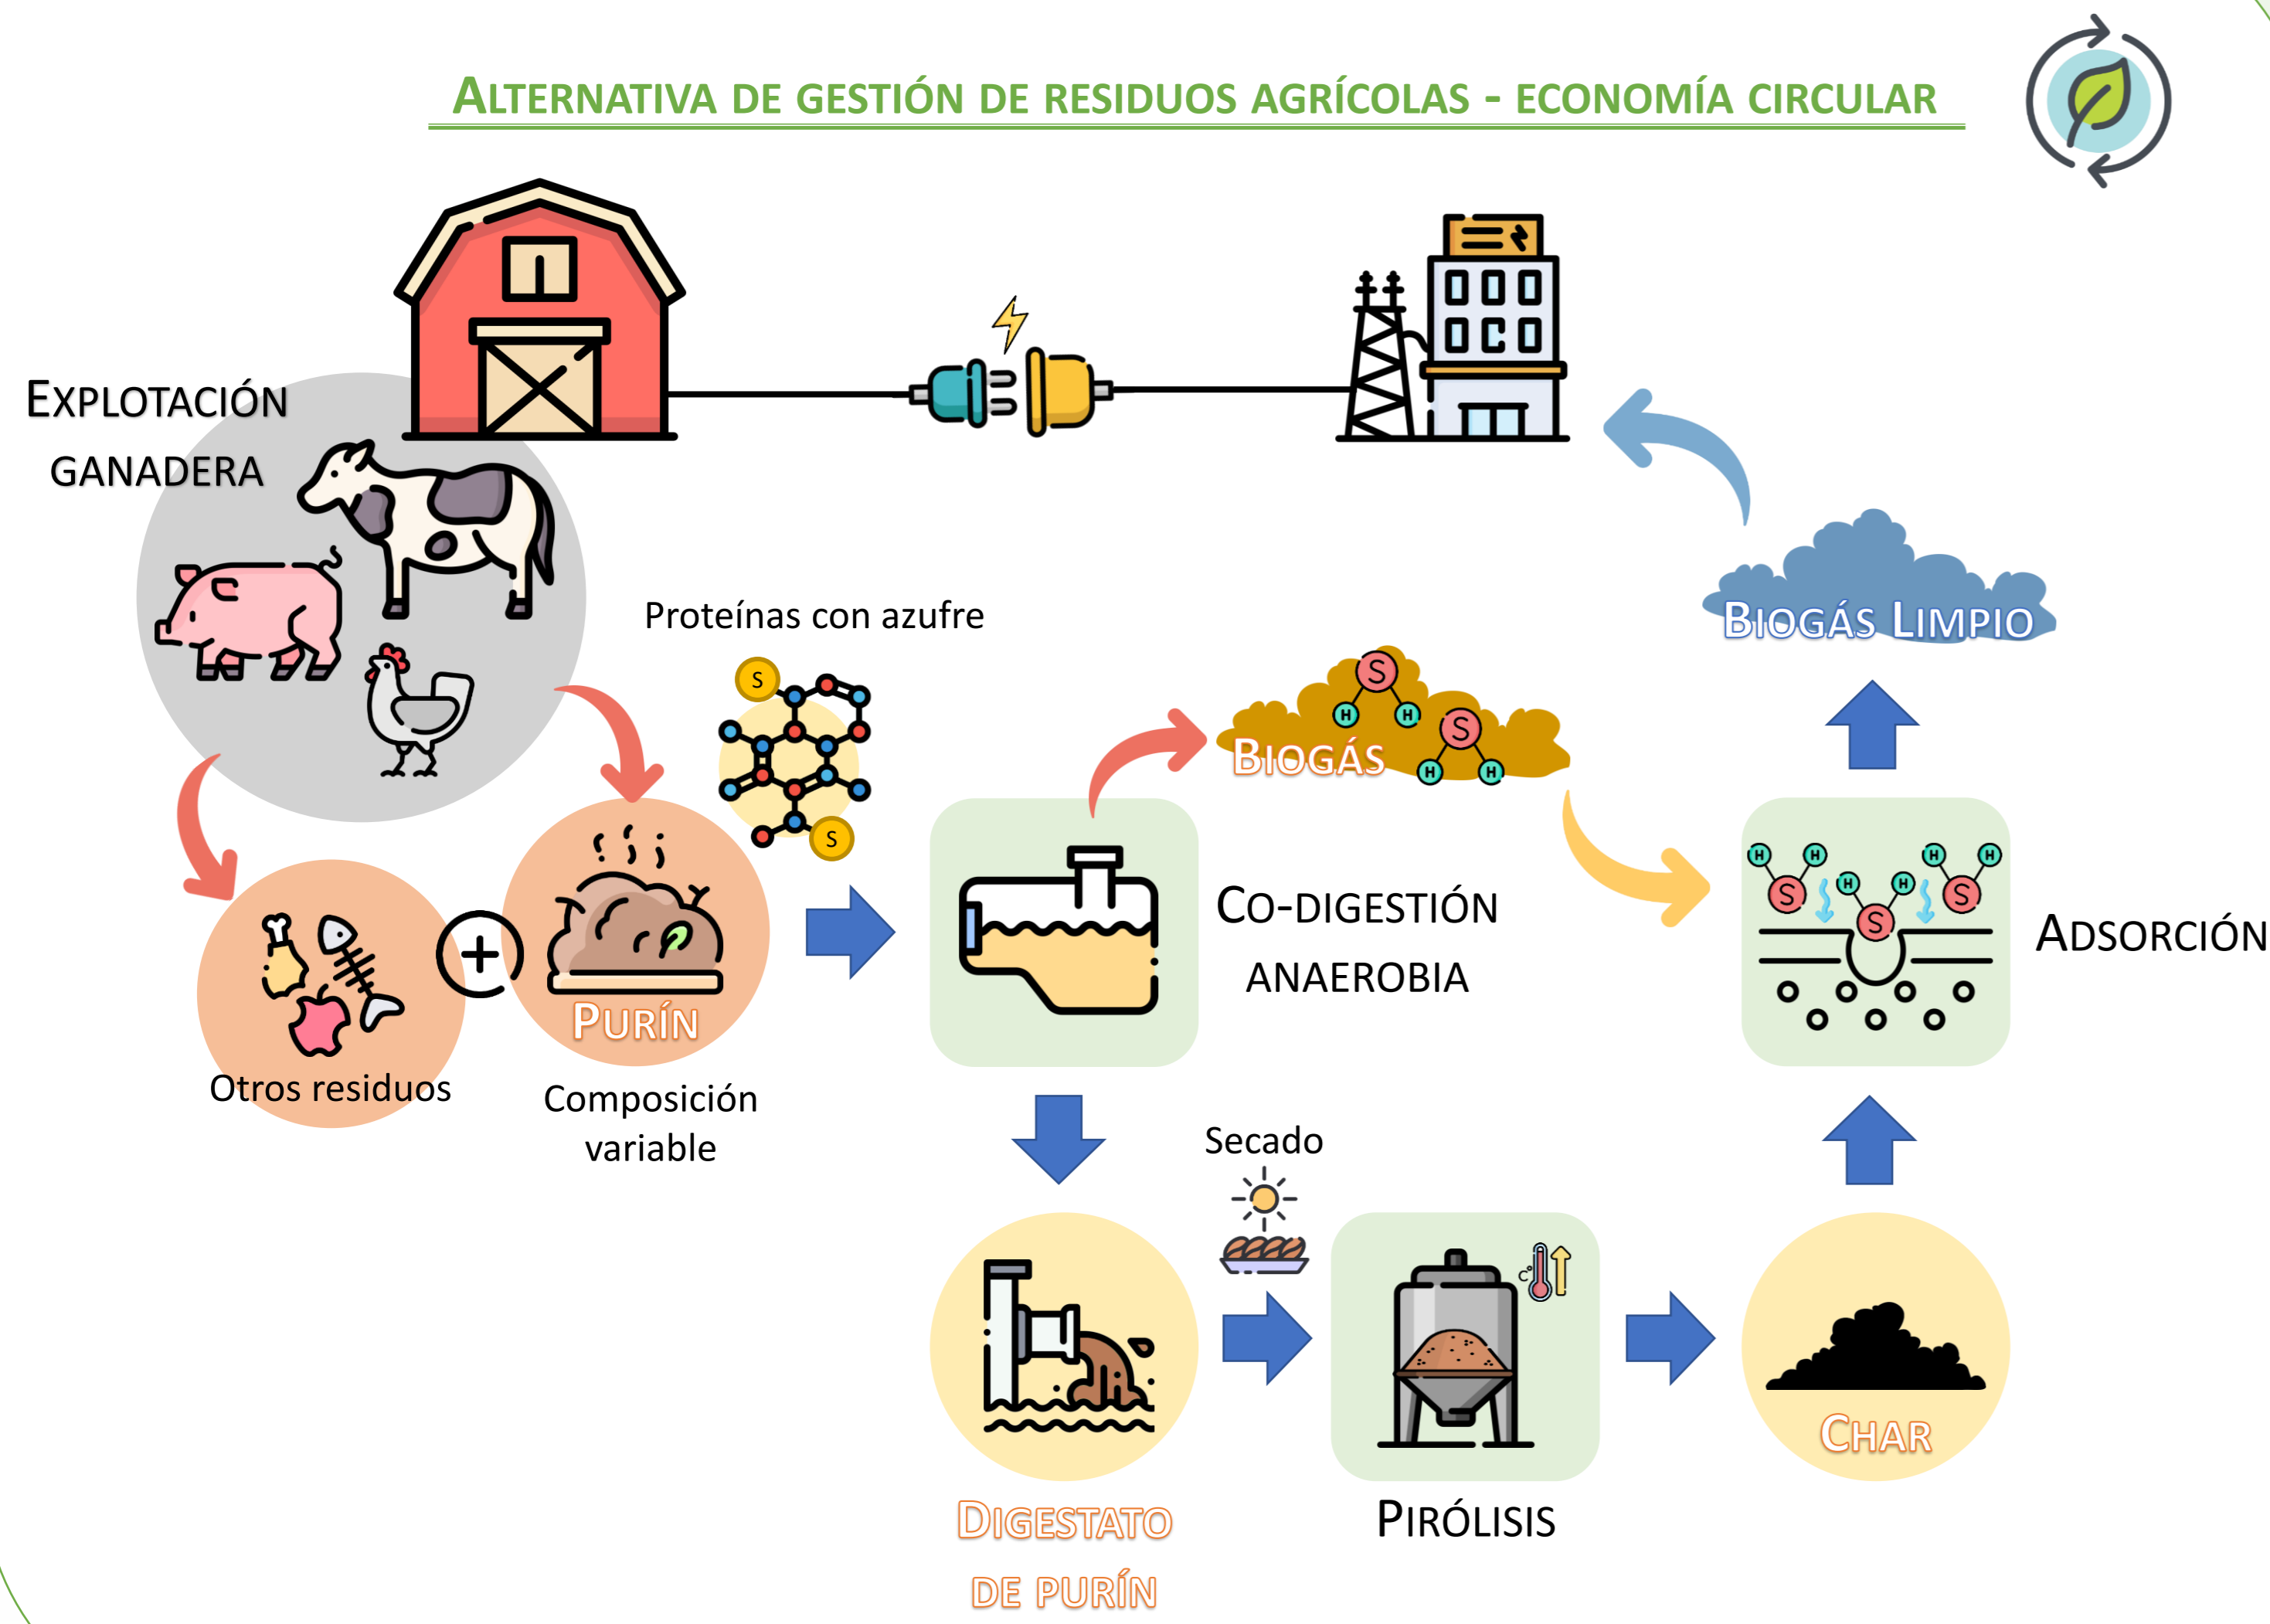 ALTERNATIVA DE GESTIÓN DE RESIDUOS AGRÍCOLAS - ECONOMÍA CIRCULAR
EXPLOTACIÓN
GANADERA
Proteínas con azufre
S
S
Otros residuos
PURÍN
Composición
variable
BIOGÁS
S
H
H
S
H
H
CO-DIGESTIÓN
ANAEROBIA
BIOGÁS LIMPIO
H
H
S
H
H
S
H
H
S
ADSORCIÓN
Secado
DIGESTATO
DE PURÍN
C°
PIRÓLISIS
CHAR